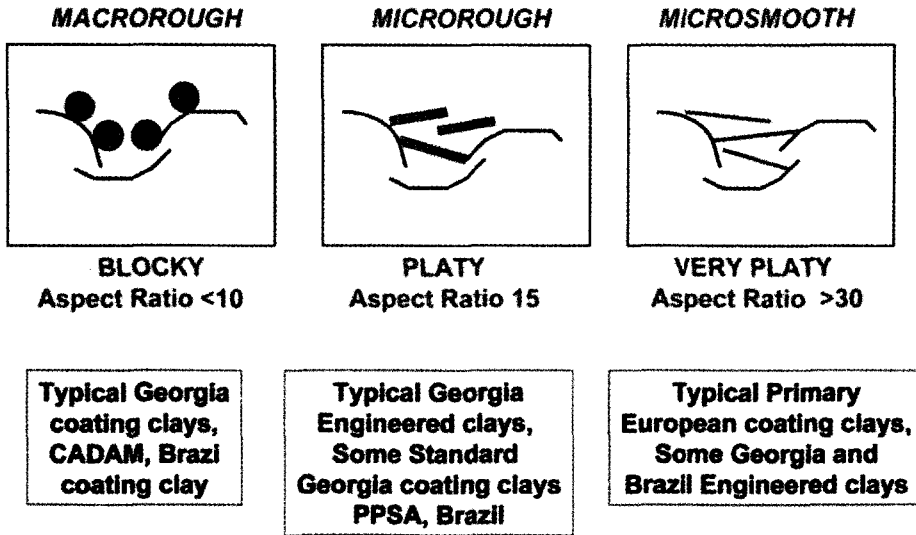 MACROROUGH
MICROROUGH
MICROSMOOTH
BLOCKY
Aspect Ratio <10
PLATY
Aspect Ratio 15
VERY PLATY
Aspect Ratio >30
Typical Georgia
coating clays,
CADAM, Brazi
coating clay
Typical Georgia
Engineered clays,
Some Standard
Georgia coating clays
PPSA, Brazil
Typical Primary
European coating clays,
Some Georgia and
Brazil Engineered clays